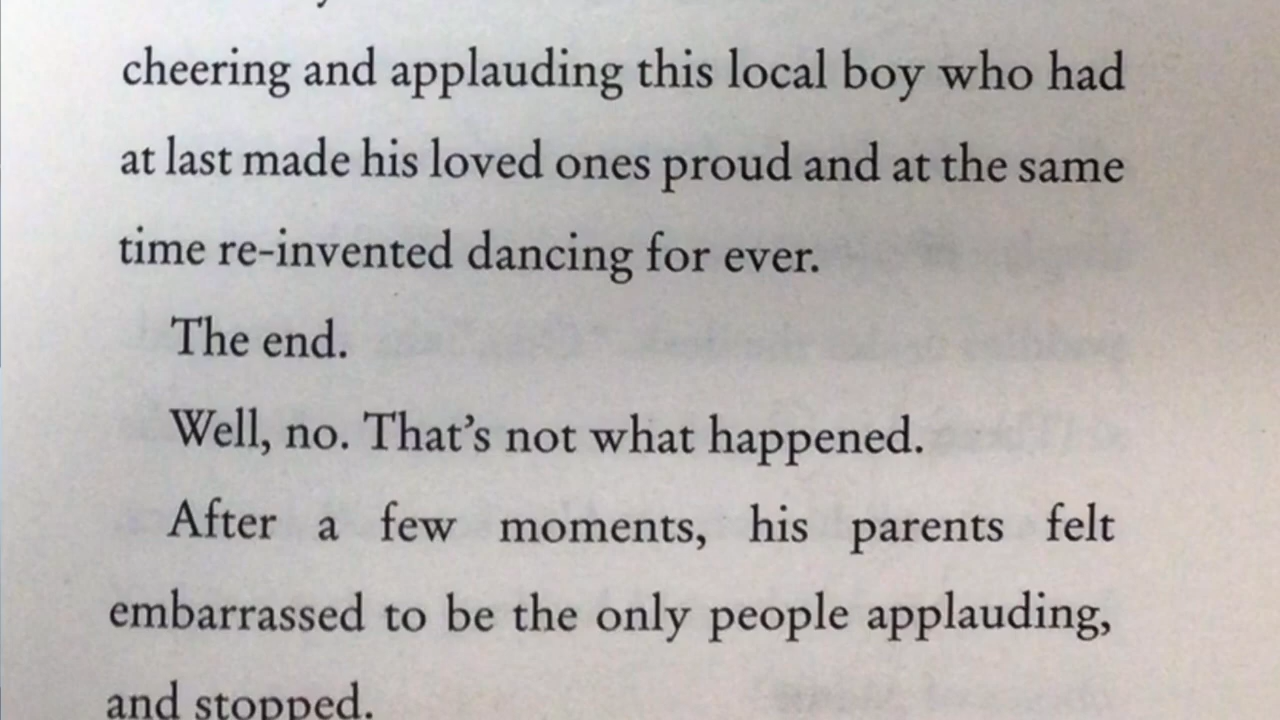 cheering and applauding this local boy who had
at last made his loved ones proud and at the same
time re-invented dancing for ever.
The end.
Well, no. That’s not what happened.
After a few moments, his parents felt
embarrassed to be the only people applauding,
and stopped.